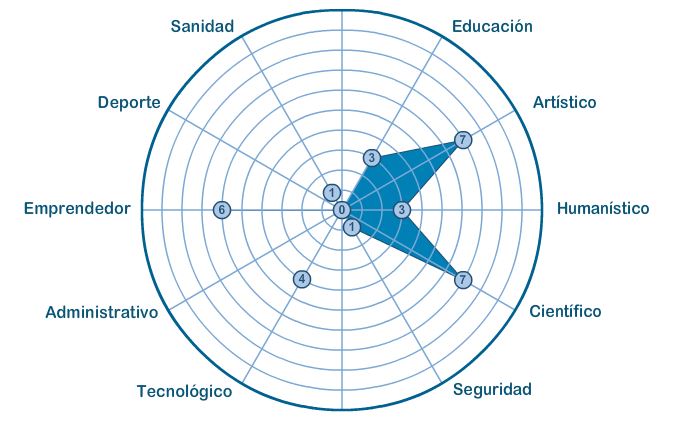 Sanidad
Educación
Deporte
Artístico
3
7
1
Emprendedor
6
0
3
Humanístico
1
4
7
Administrativo
Científico
Tecnológico
Seguridad